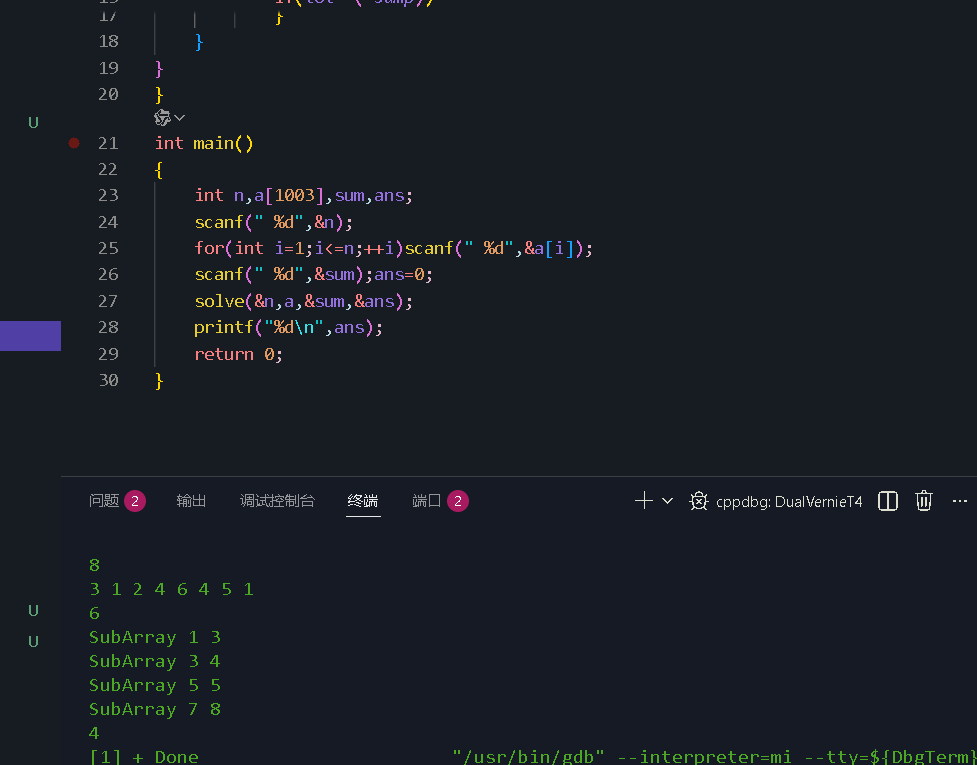 17 }
18 }
19 }
20 }
U
21 int main()
22 {
23 int n,a[1003],sum,ans;
24 scanf(" %d",&n);
25 for(int i=1;i<=n;++i)scanf(" %d",&a[i]);
26 scanf(" %d",&sum);ans=0;
27 solve(&n,a,&sum,&ans);
28 printf("%d\n",ans);
29 return 0;
30 }
问题 2 输出 调试控制台 终端 端口 2 cppdbg: DualVernieT4
8
3 1 2 4 6 4 5 1
U 6
SubArray 1 3
U SubArray 3 4
SubArray 5 5
SubArray 7 8
4
[1] + Done "/usr/bin/gdb" --interpreter=mi --tty=${DbgTerm}